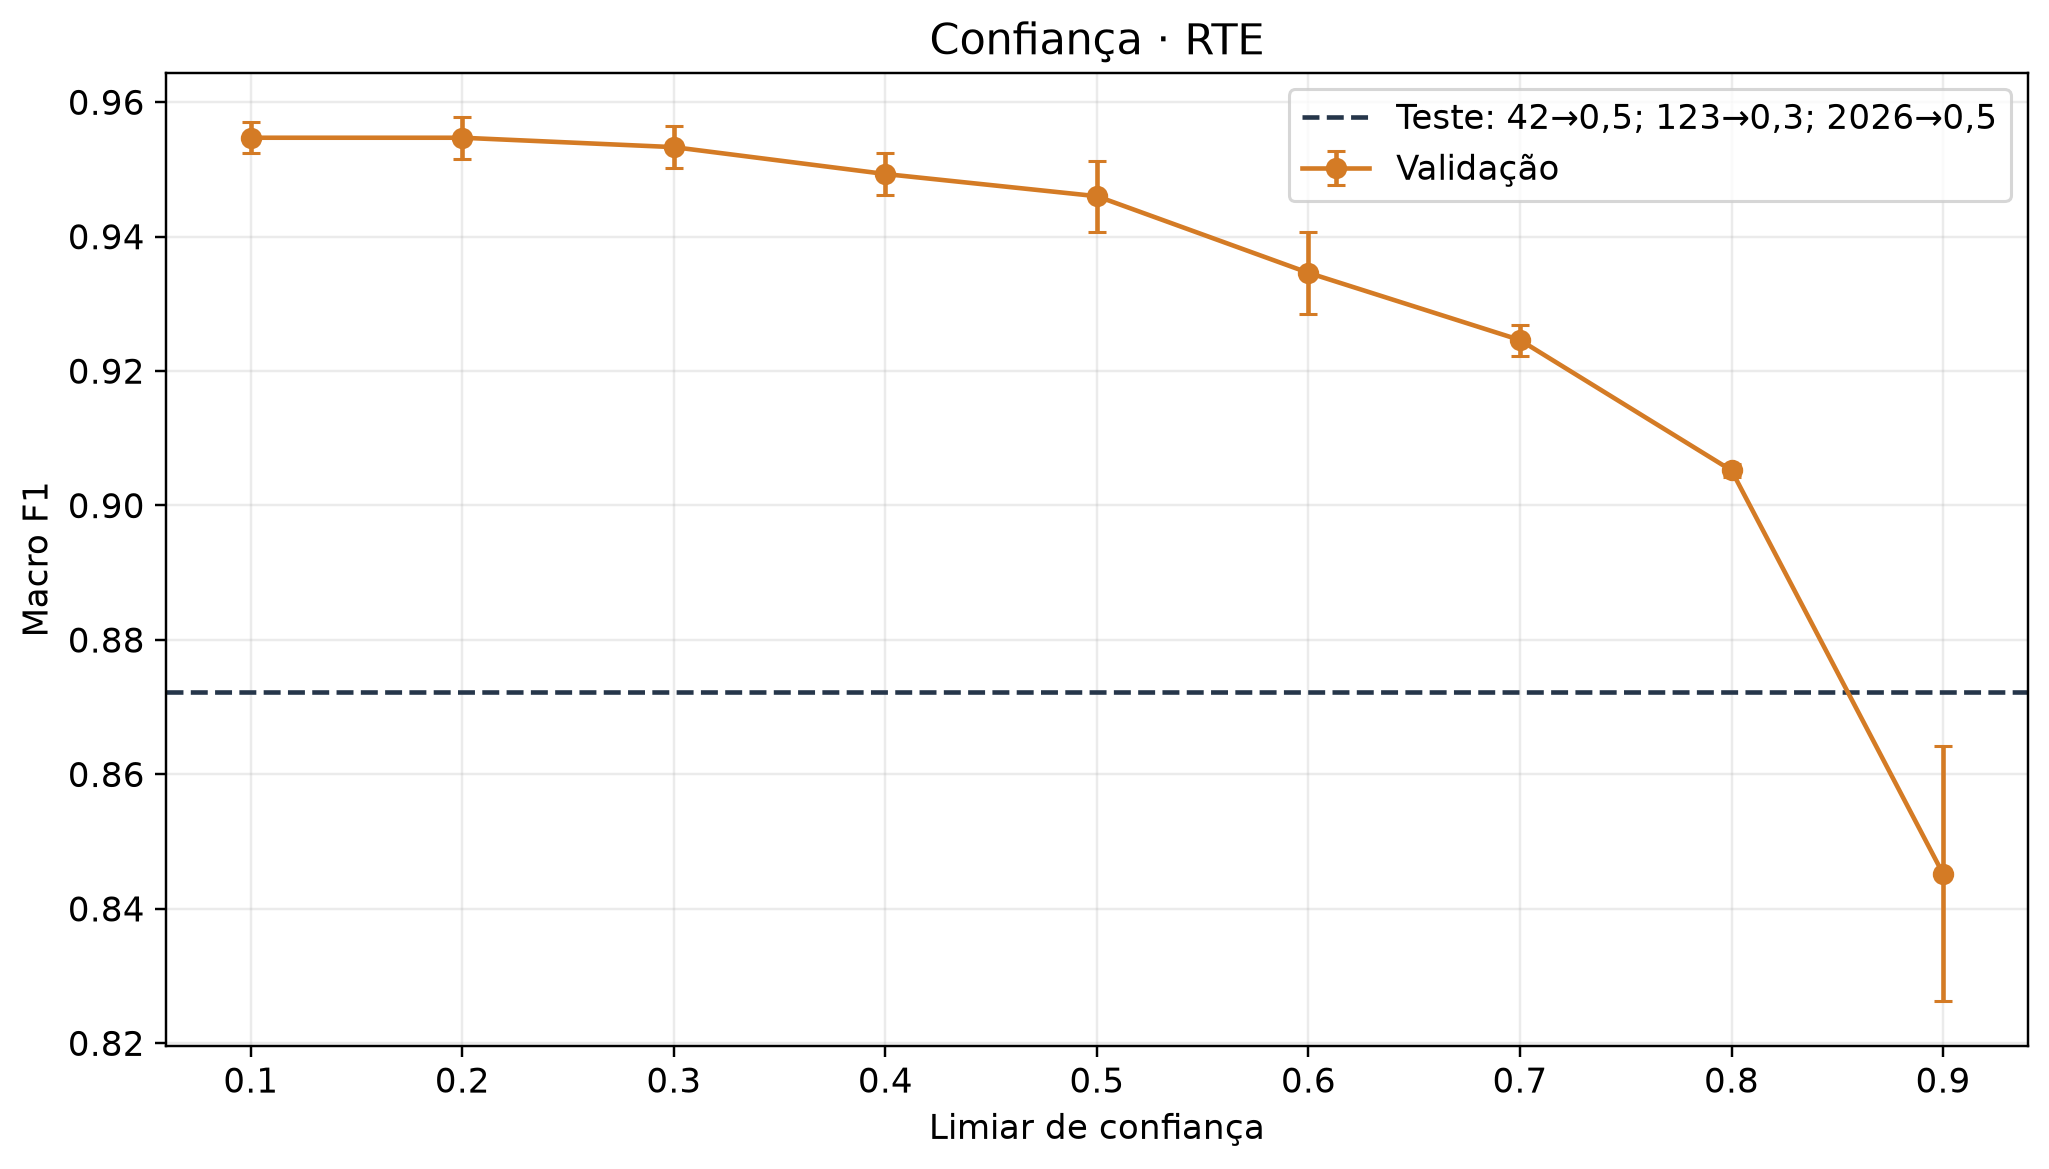 Confiança · RTE
Teste: 42→0,5; 123→0,3; 2026→0,5
Validação
Macro F1
0.96
0.94
0.92
0.90
0.88
0.86
0.84
0.82
0.1 0.2 0.3 0.4 0.5 0.6 0.7 0.8 0.9
Limiar de confiança